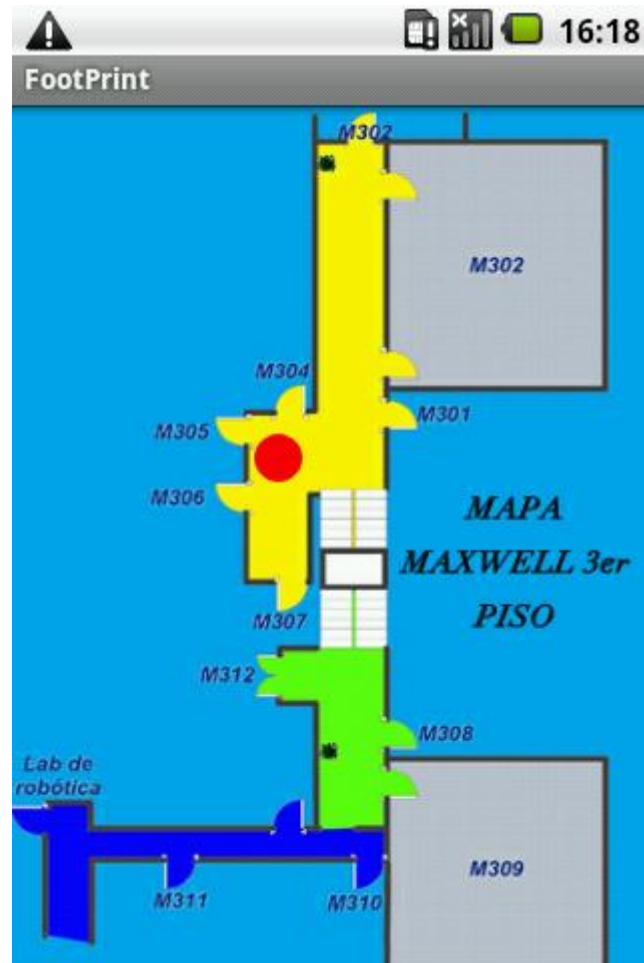 16:18
FootPrint
M302
M302
M304
M301
M305
M306
MAPA
MAXWELL 3er
PISO
M307
M312
M308
Lab de
robótica
M309
M311
M310